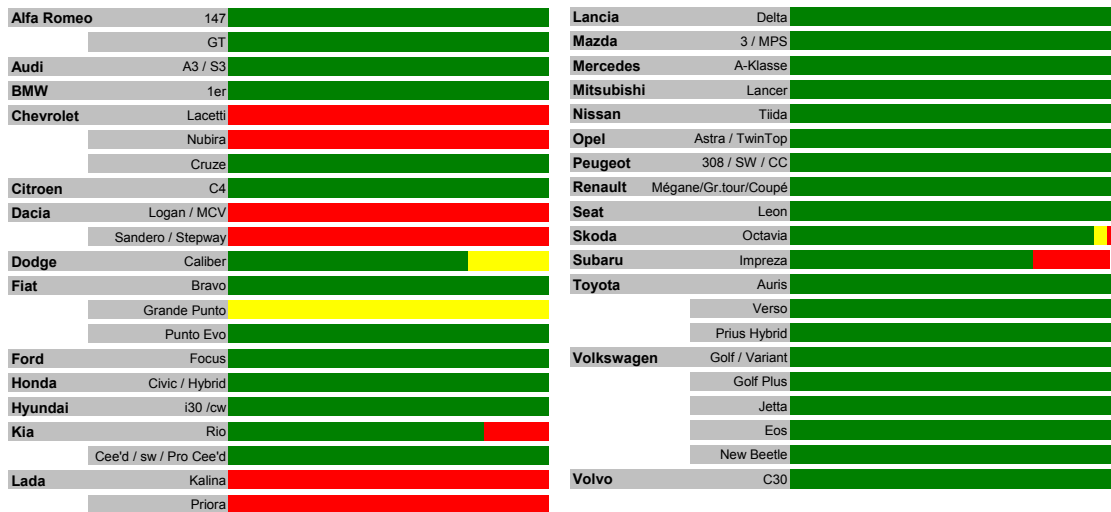 Alfa Romeo 147
GT
Audi A3 / S3
BMW 1er
Chevrolet Lacetti
Nubira
Cruze
Citroen C4
Dacia Logan / MCV
Sandero / Stepway
Dodge Caliber
Fiat Bravo
Grande Punto
Punto Evo
Ford Focus
Honda Civic / Hybrid
Hyundai i30 /cw
Kia Rio
Cee'd / sw / Pro Cee'd
Lada Kalina
Priora
Lancia Delta
Mazda 3 / MPS
Mercedes A-Klasse
Mitsubishi Lancer
Nissan Tiida
Opel Astra / TwinTop
Peugeot 308 / SW / CC
Renault Mégane/Gr.tour/Coupé
Seat Leon
Skoda Octavia
Subaru Impreza
Toyota Auris
Verso
Prius Hybrid
Volkswagen Golf / Variant
Golf Plus
Jetta
Eos
New Beetle
Volvo C30